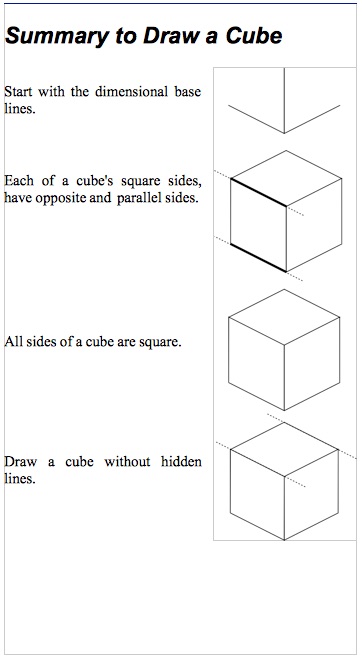 Summary to Draw a Cube
Start with the dimensional base
lines.
Each of a cube's square sides,
have opposite and parallel sides.
All sides of a cube are square.
Draw a cube without hidden
lines.